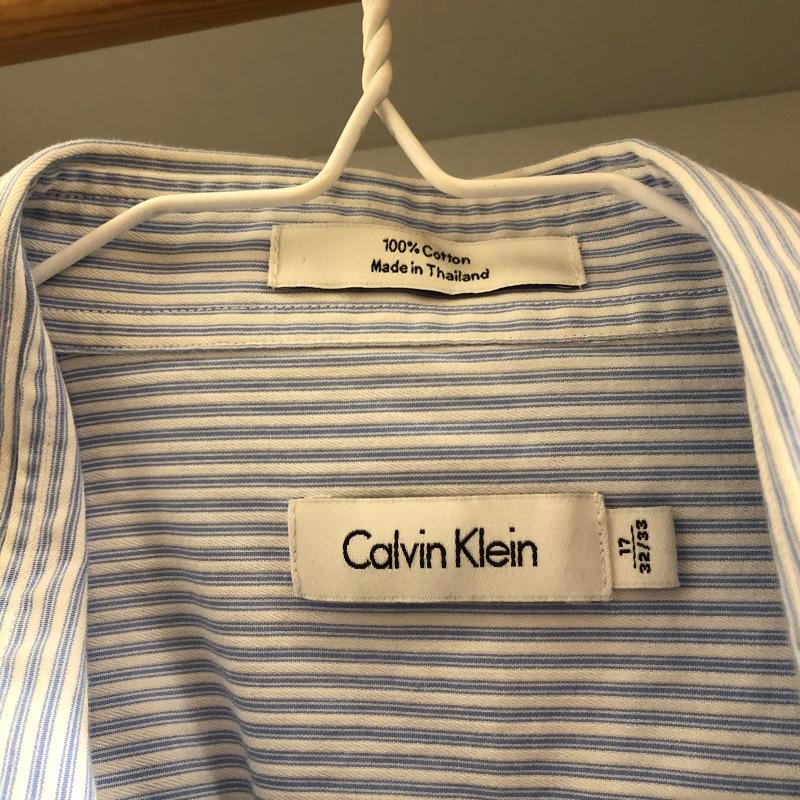 100% Cotton
Made in Thailand
Calvin Klein
17
32/33